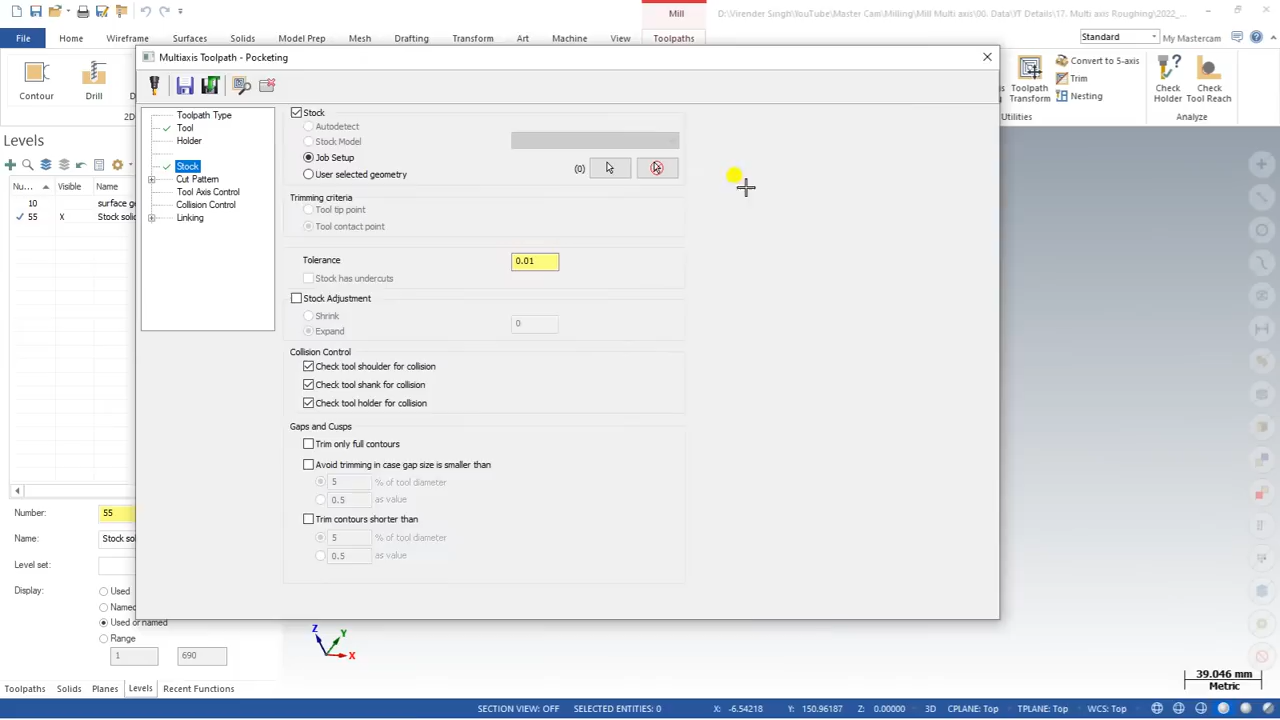 Mill
D:\Virender Singh\YouTube\Master Cam\Milling\Mill Multi axis\00. Data\YT Details\17. Multi axis Roughing\2022_...
File
Home
Wireframe
Surfaces
Solids
Model Prep
Mesh
Drafting
Transform
Art
Machine
View
Toolpaths
Standard
My Mastercam
Multiaxis Toolpath - Pocketing
Contour
Drill
2D
Toolpath Transform
Convert to 5-axis
Trim
Nesting
Utilities
Check Holder
Check Tool Reach
Analyze
Levels
Nu...
Visible
Name
10
surface ge
55
X
Stock solid
Number:
55
Name:
Stock so
Level set:
Display:
Used
Named
Used or named
Range
1
690
Toolpath Type
Tool
Holder
Stock
Cut Pattern
Tool Axis Control
Collision Control
Linking
Stock
Autodetect
Stock Model
Job Setup
(0)
User selected geometry
Trimming criteria
Tool tip point
Tool contact point
Tolerance
0.01
Stock has undercuts
Stock Adjustment
Shrink
Expand
0
Collision Control
Check tool shoulder for collision
Check tool shank for collision
Check tool holder for collision
Gaps and Cusps
Trim only full contours
Avoid trimming in case gap size is smaller than
5 % of tool diameter
0.5 as value
Trim contours shorter than
5 % of tool diameter
0.5 as value
Z
Y
X
39.046 mm
Metric
Toolpaths
Solids
Planes
Levels
Recent Functions
SECTION VIEW: OFF
SELECTED ENTITIES: 0
X: -6.54218
Y: 150.96187
Z: 0.00000
3D
CPLANE: Top
TPLANE: Top
WCS: Top